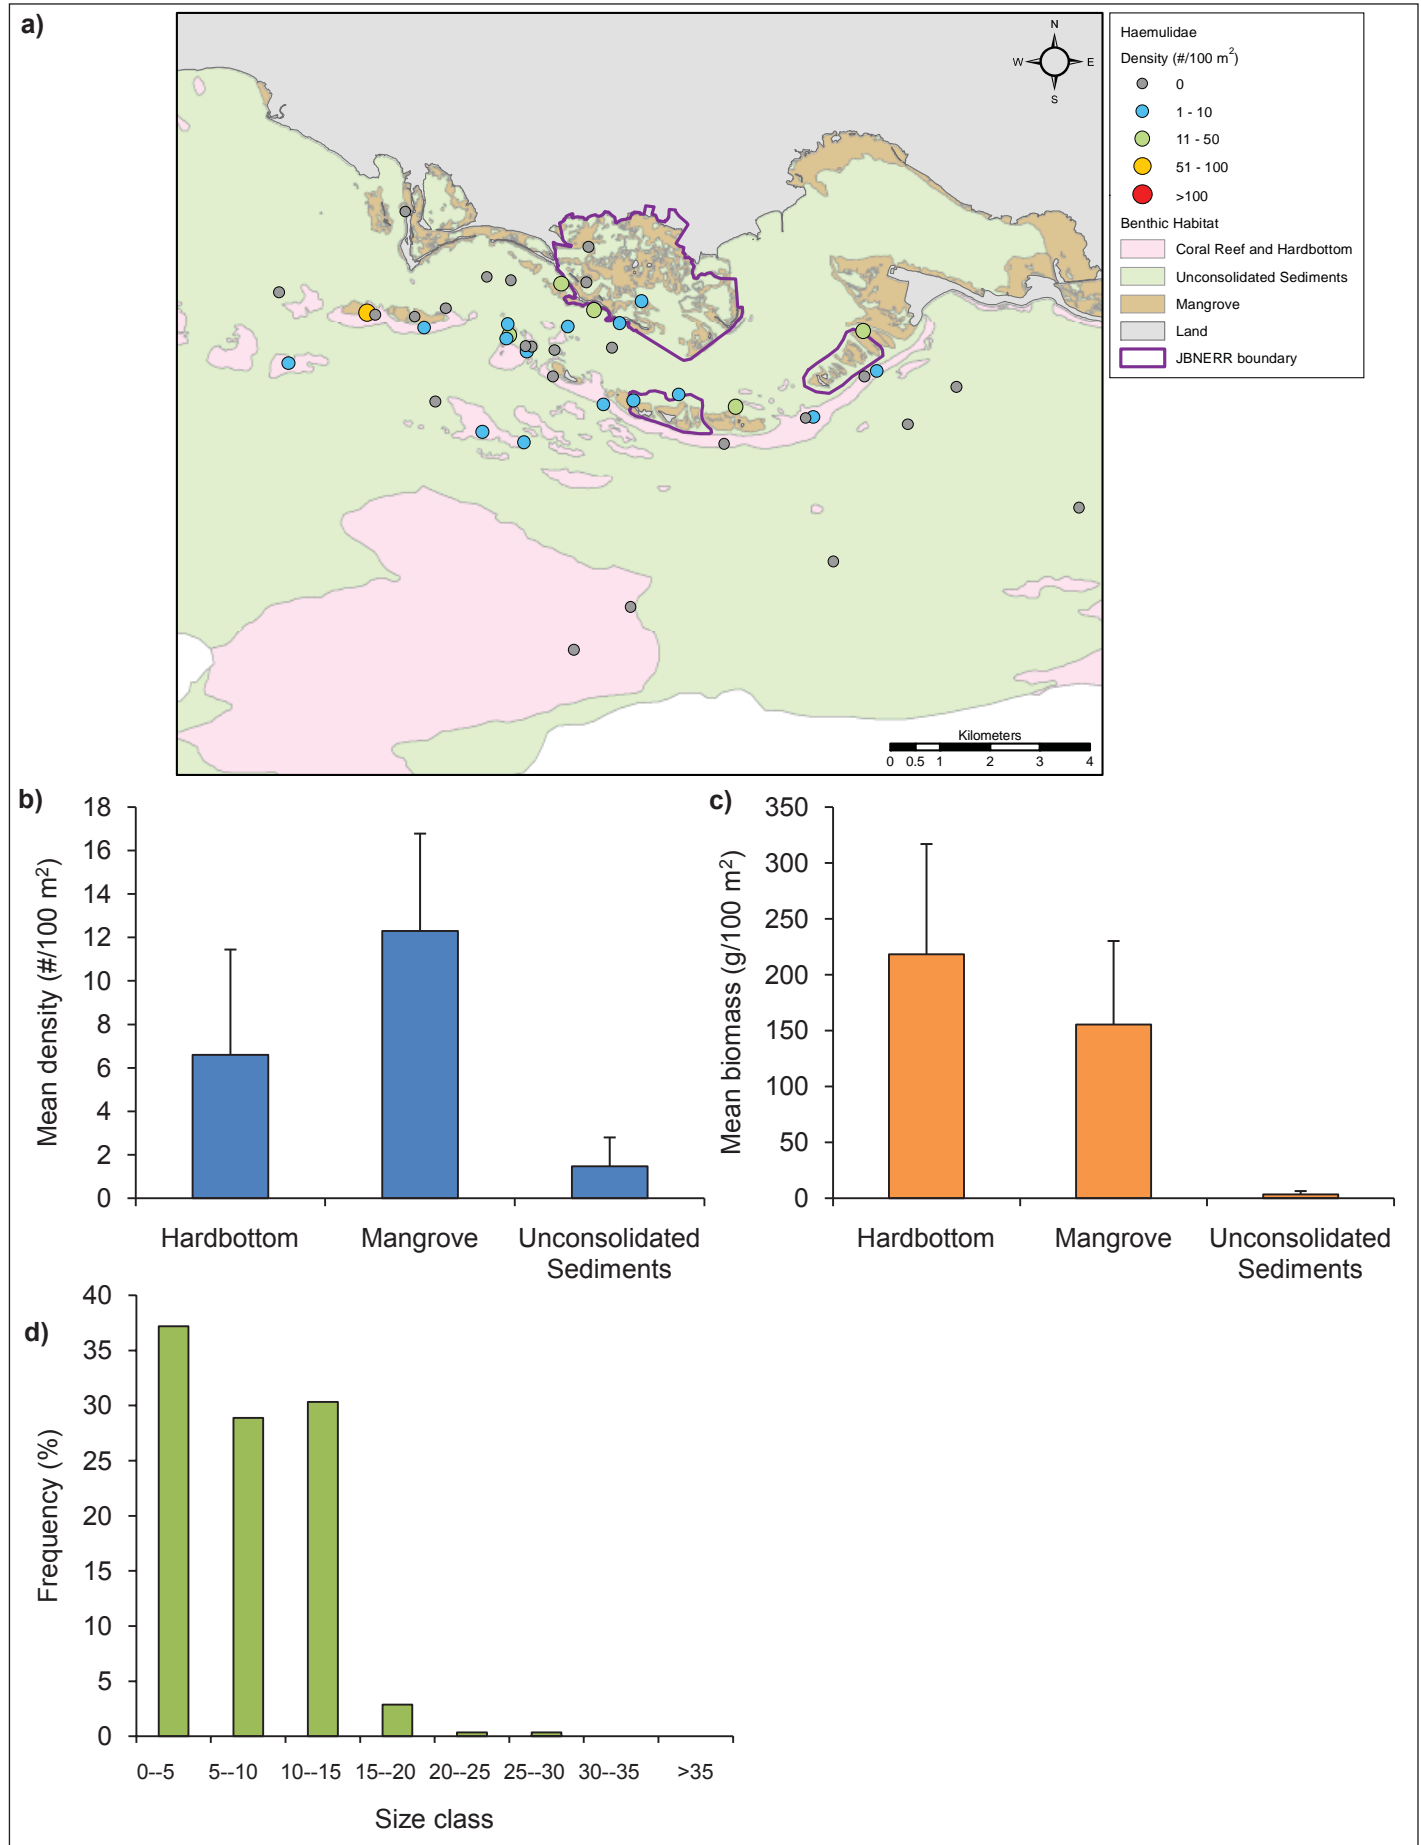 a)
N
W E
S
Haemulidae
Density (#/100 m²)
0
1 - 10
11 - 50
51 - 100
>100
Benthic Habitat
Coral Reef and Hardbottom
Unconsolidated Sediments
Mangrove
Land
JBNERR boundary
Kilometers
0 0.5 1 2 3 4
b)
Mean density (#/100 m²)
18
16
14
12
10
8
6
4
2
0
Hardbottom Mangrove Unconsolidated
Sediments
c)
Mean biomass (g/100 m²)
350
300
250
200
150
100
50
0
Hardbottom Mangrove Unconsolidated
Sediments
d)
Frequency (%)
40
35
30
25
20
15
10
5
0
0--5 5--10 10--15 15--20 20--25 25--30 30--35 >35
Size class